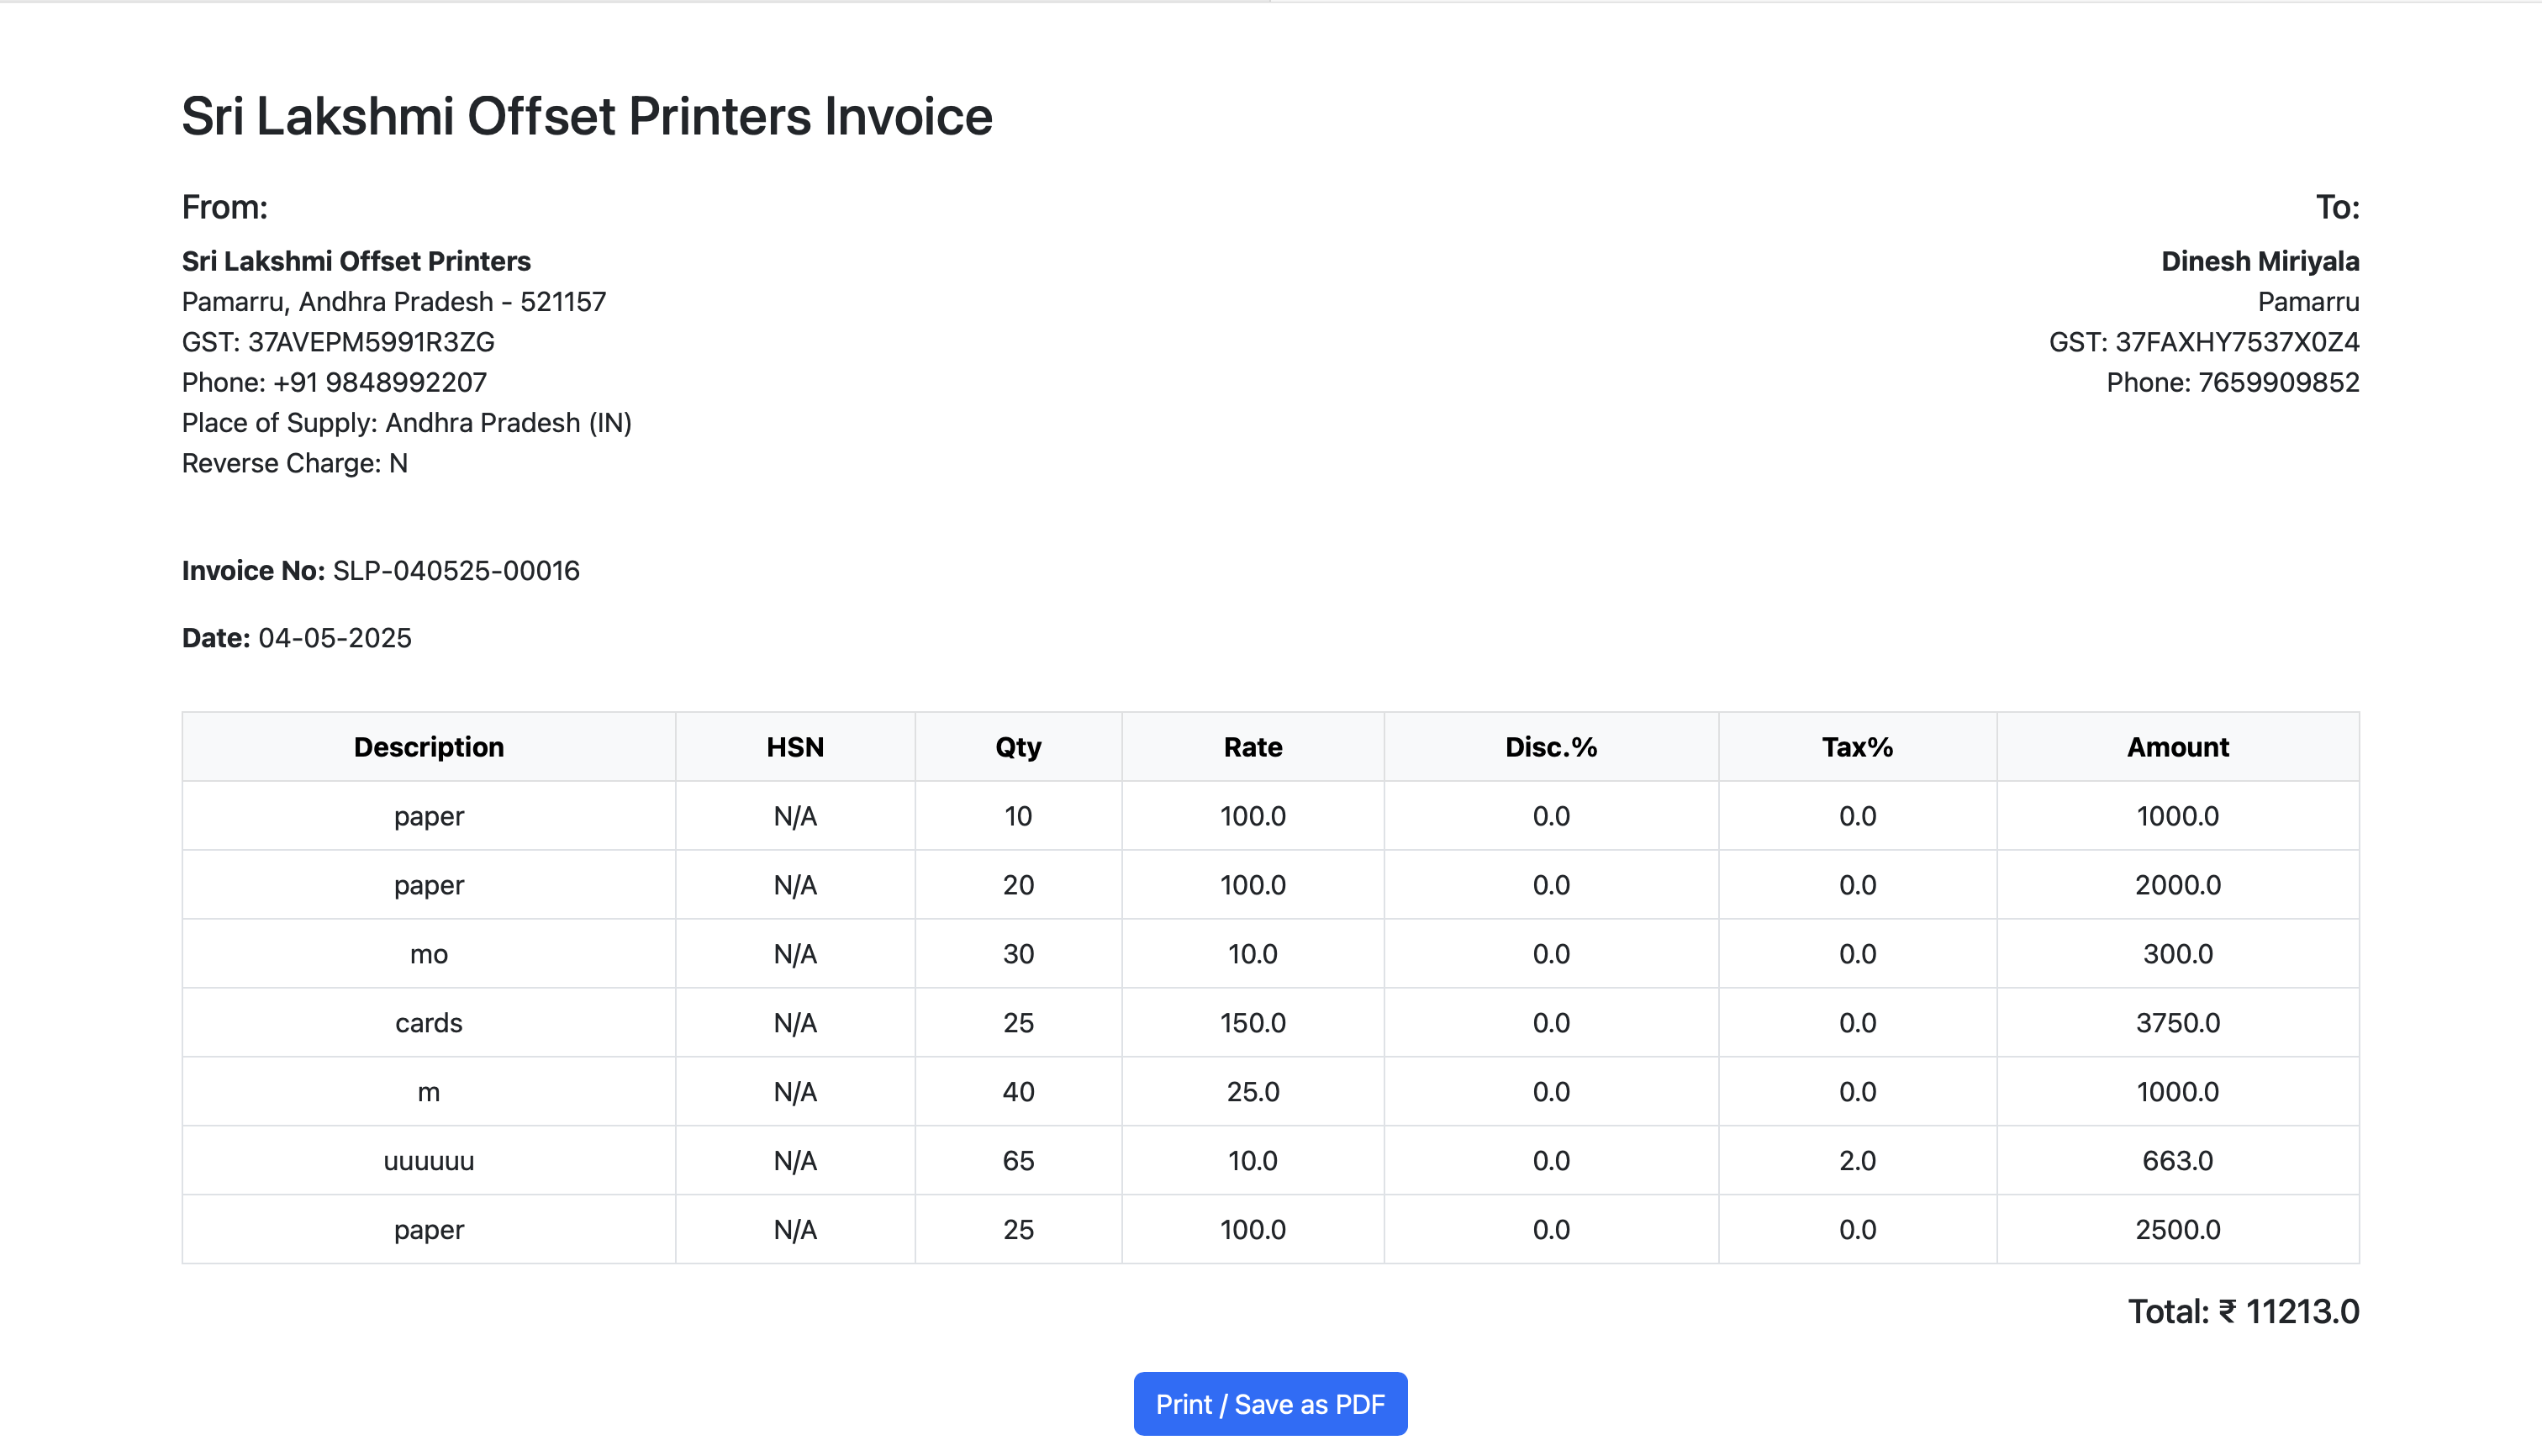 Sri Lakshmi Offset Printers Invoice
From:
Sri Lakshmi Offset Printers
Pamarru, Andhra Pradesh - 521157
GST: 37AVEPM5991R3ZG
Phone: +91 9848992207
Place of Supply: Andhra Pradesh (IN)
Reverse Charge: N
To:
Dinesh Miriyala
Pamarru
GST: 37FAXHY7537X0Z4
Phone: 7659909852
Invoice No: SLP-040525-00016
Date: 04-05-2025
Description HSN Qty Rate Disc.% Tax% Amount
paper N/A 10 100.0 0.0 0.0 1000.0
paper N/A 20 100.0 0.0 0.0 2000.0
mo N/A 30 10.0 0.0 0.0 300.0
cards N/A 25 150.0 0.0 0.0 3750.0
m N/A 40 25.0 0.0 0.0 1000.0
uuuuuu N/A 65 10.0 0.0 2.0 663.0
paper N/A 25 100.0 0.0 0.0 2500.0
Total: ₹ 11213.0
Print / Save as PDF